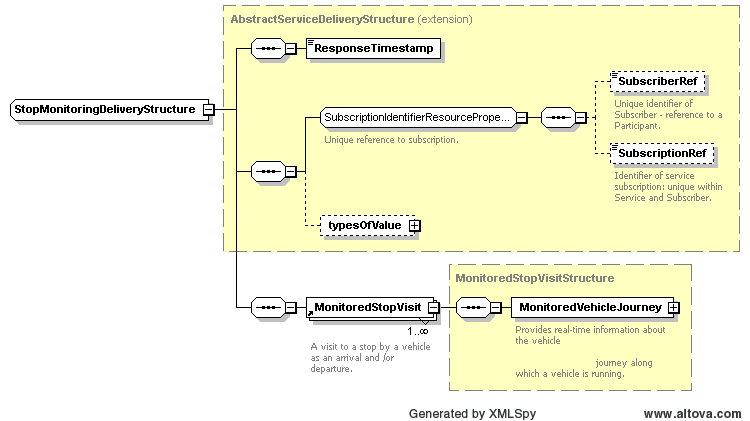 AbstractServiceDeliveryStructure (extension)
ResponseTimestamp
StopMonitoringDeliveryStructure
SubscriptionIdentifierResourcePrope...
Unique reference to subscription.
SubscriberRef
Unique identifier of
Subscriber - reference to a
Participant.
SubscriptionRef
Identifier of service
subscription: unique within
Service and Subscriber.
typesOfValue
MonitoredStopVisit
1..∞
A visit to a stop by a vehicle
as an arrival and /or
departure.
MonitoredStopVisitStructure
MonitoredVehicleJourney
Provides real-time information about
the vehicle
journey along
which a vehicle is running.
Generated by XMLSpy
www.altova.com